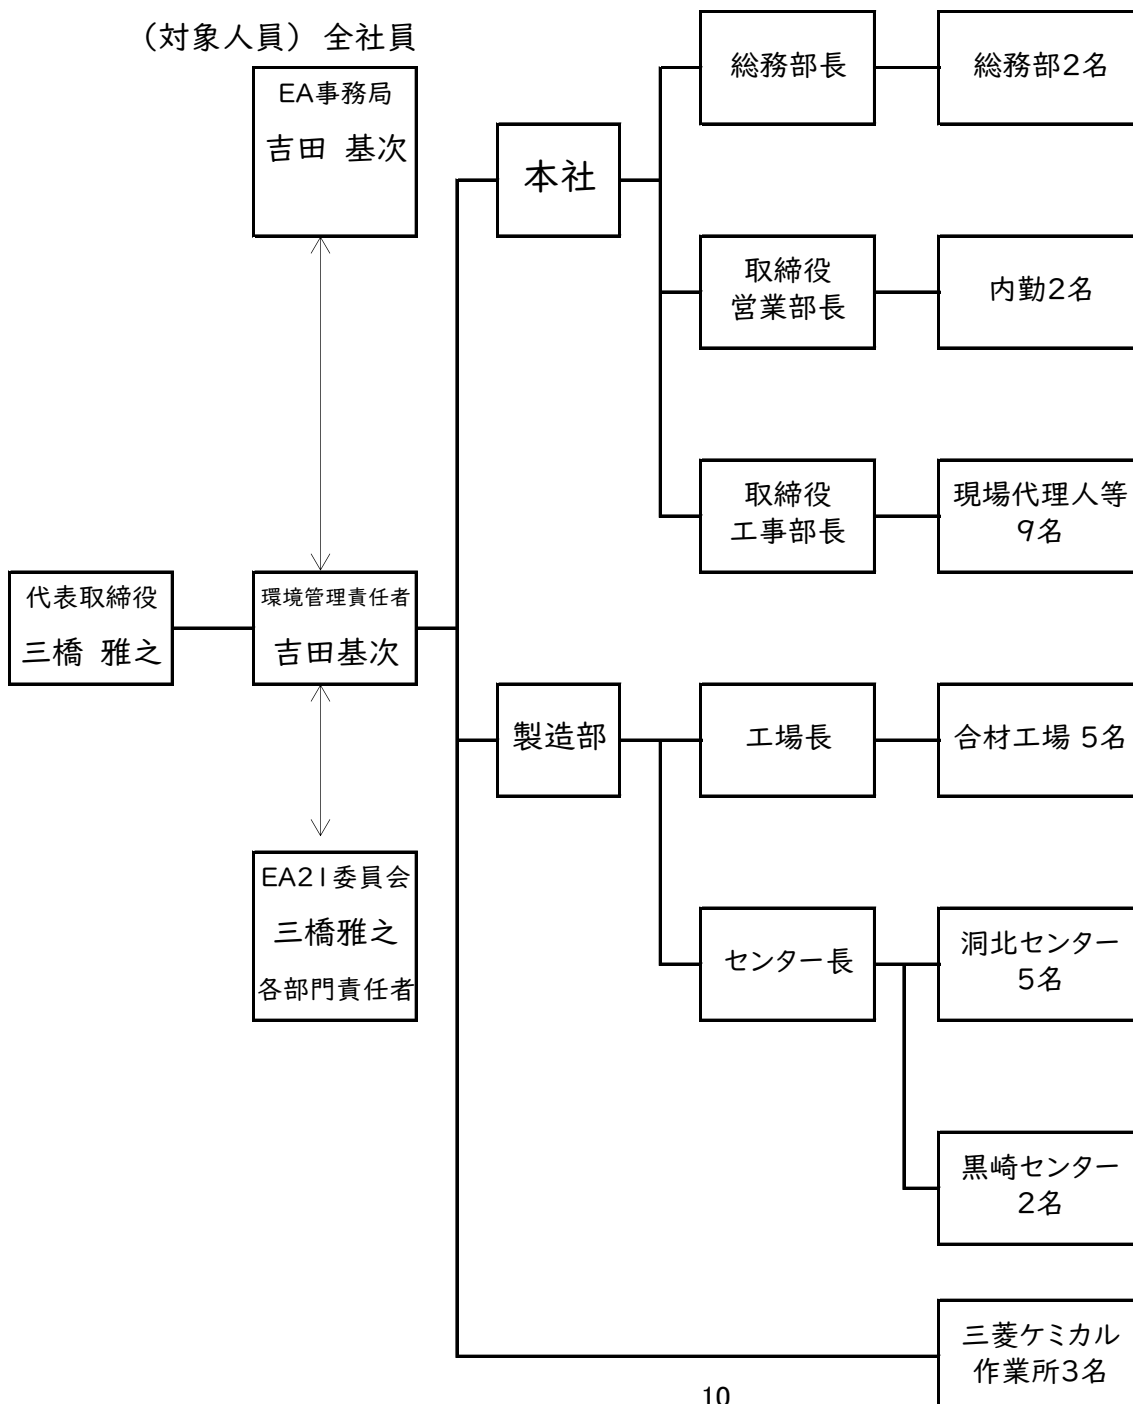 （対象人員）全社員
EA事務局
吉田 基次
代表取締役
三橋 雅之
環境管理責任者
吉田基次
EA21委員会
三橋雅之
各部門責任者
本社
総務部長
総務部2名
取締役
営業部長
内勤2名
取締役
工事部長
現場代理人等
9名
製造部
工場長
合材工場 5名
センター長
洞北センター
5名
黒崎センター
2名
三菱ケミカル
作業所3名
10